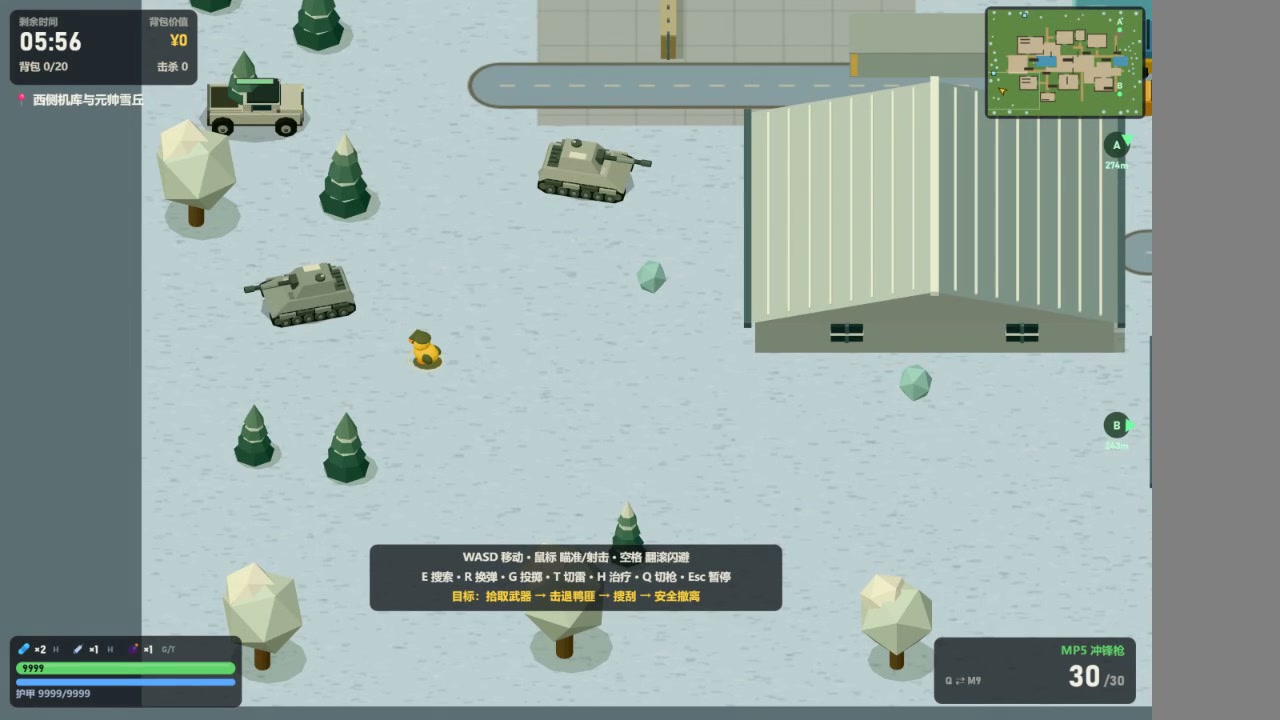 剩余时间 背包价值
05:56 ¥0
背包 0/20 击杀 0
📍 西侧机库与元帅雪丘
A
B
A
274m
B
WASD 移动 · 鼠标 瞄准/射击 · 空格 翻滚闪避
E 搜索 · R 换弹 · G 投掷 · T 切雷 · H 治疗 · Q 切枪 · Esc 暂停
目标：拾取武器 → 击退鸭匪 → 搜刮 → 安全撤离
×2 H ×1 H ×1 G/T
9999
护甲 9999/9999
MP5 冲锋枪
Q ⇄ M9 30 /30